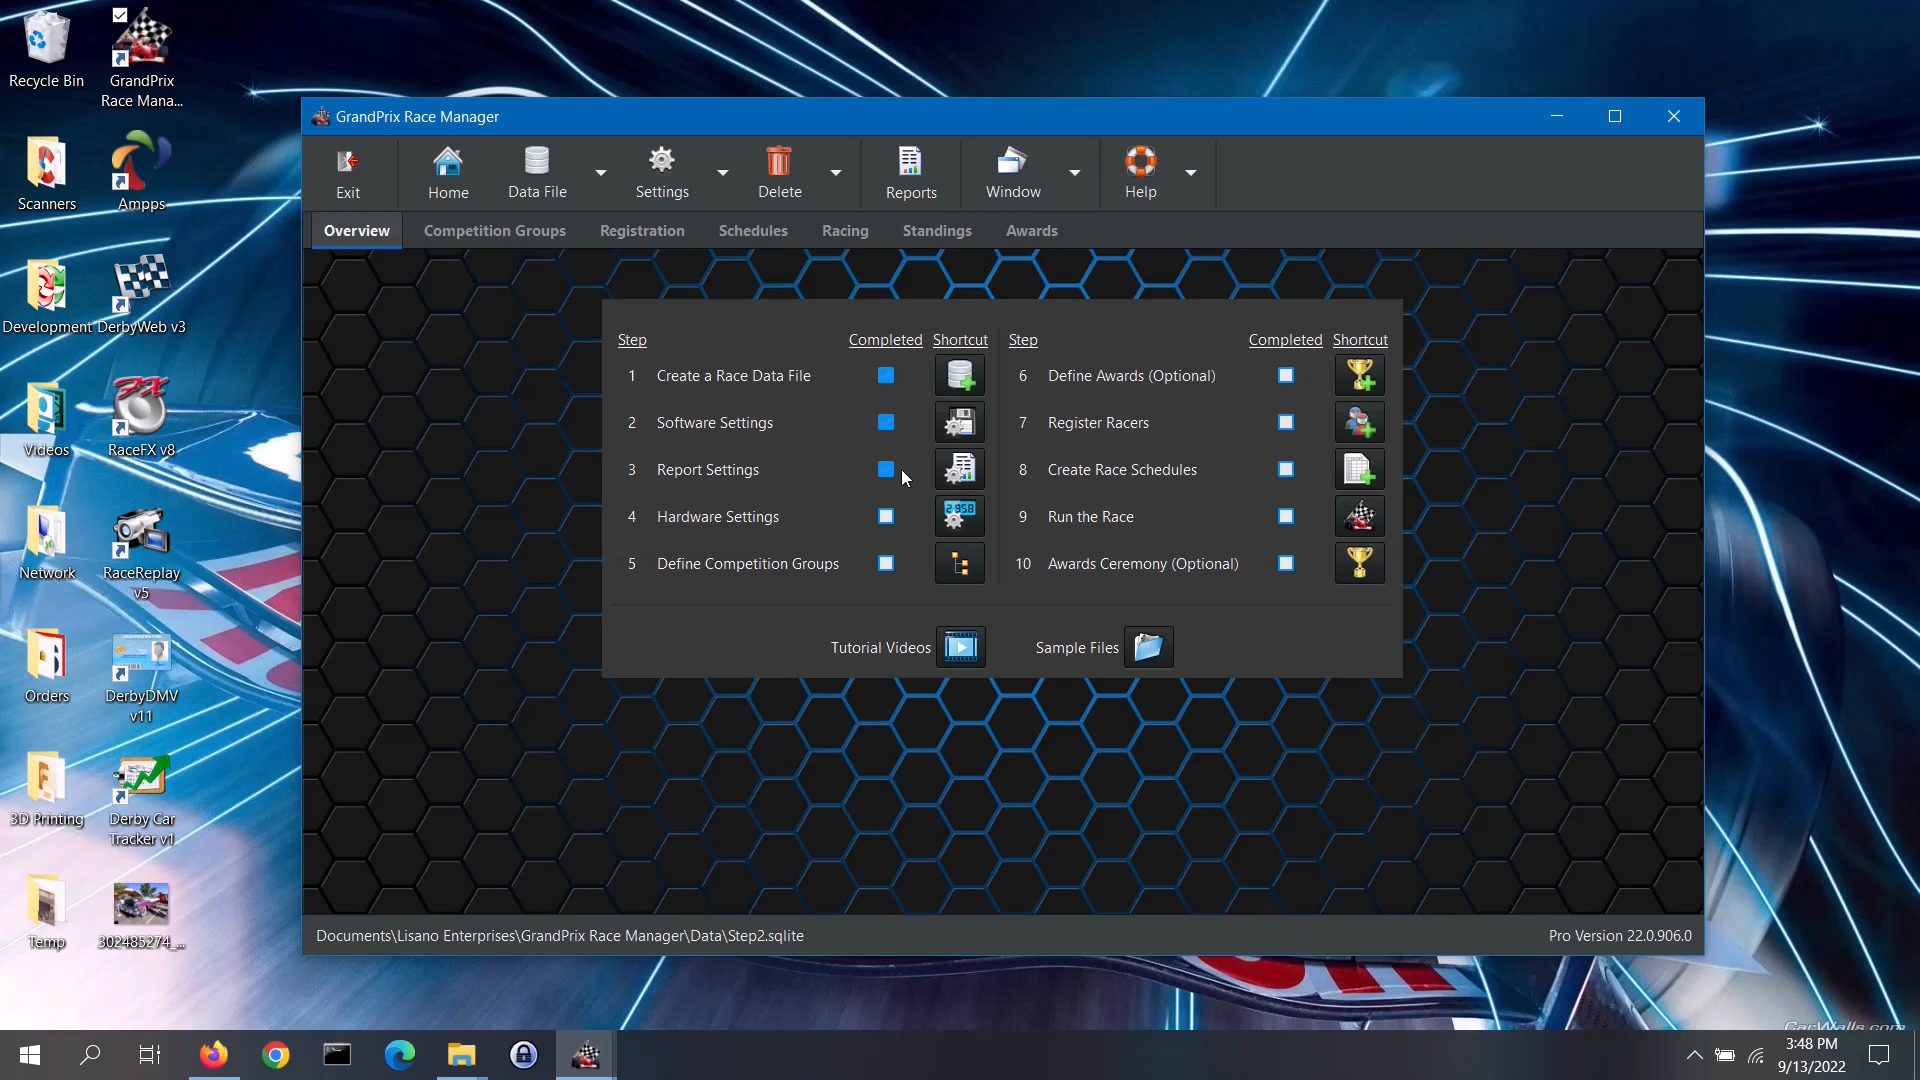 Recycle Bin
GrandPrix
Race Mana...
Scanners
Ampps
Development
DerbyWeb v3
Videos
RaceFX v8
Network
RaceReplay
v5
Orders
DerbyDMV
v11
3D Printing
Derby Car
Tracker v1
Temp
302485274_...
GrandPrix Race Manager
Exit
Home
Data File
Settings
Delete
Reports
Window
Help
Overview
Competition Groups
Registration
Schedules
Racing
Standings
Awards
Step Completed Shortcut
1 Create a Race Data File
2 Software Settings
3 Report Settings
4 Hardware Settings
5 Define Competition Groups
Step Completed Shortcut
6 Define Awards (Optional)
7 Register Racers
8 Create Race Schedules
9 Run the Race
10 Awards Ceremony (Optional)
Tutorial Videos
Sample Files
Documents\Lisano Enterprises\GrandPrix Race Manager\Data\Step2.sqlite
Pro Version 22.0.906.0
CarWalls.com
3:48 PM
9/13/2022